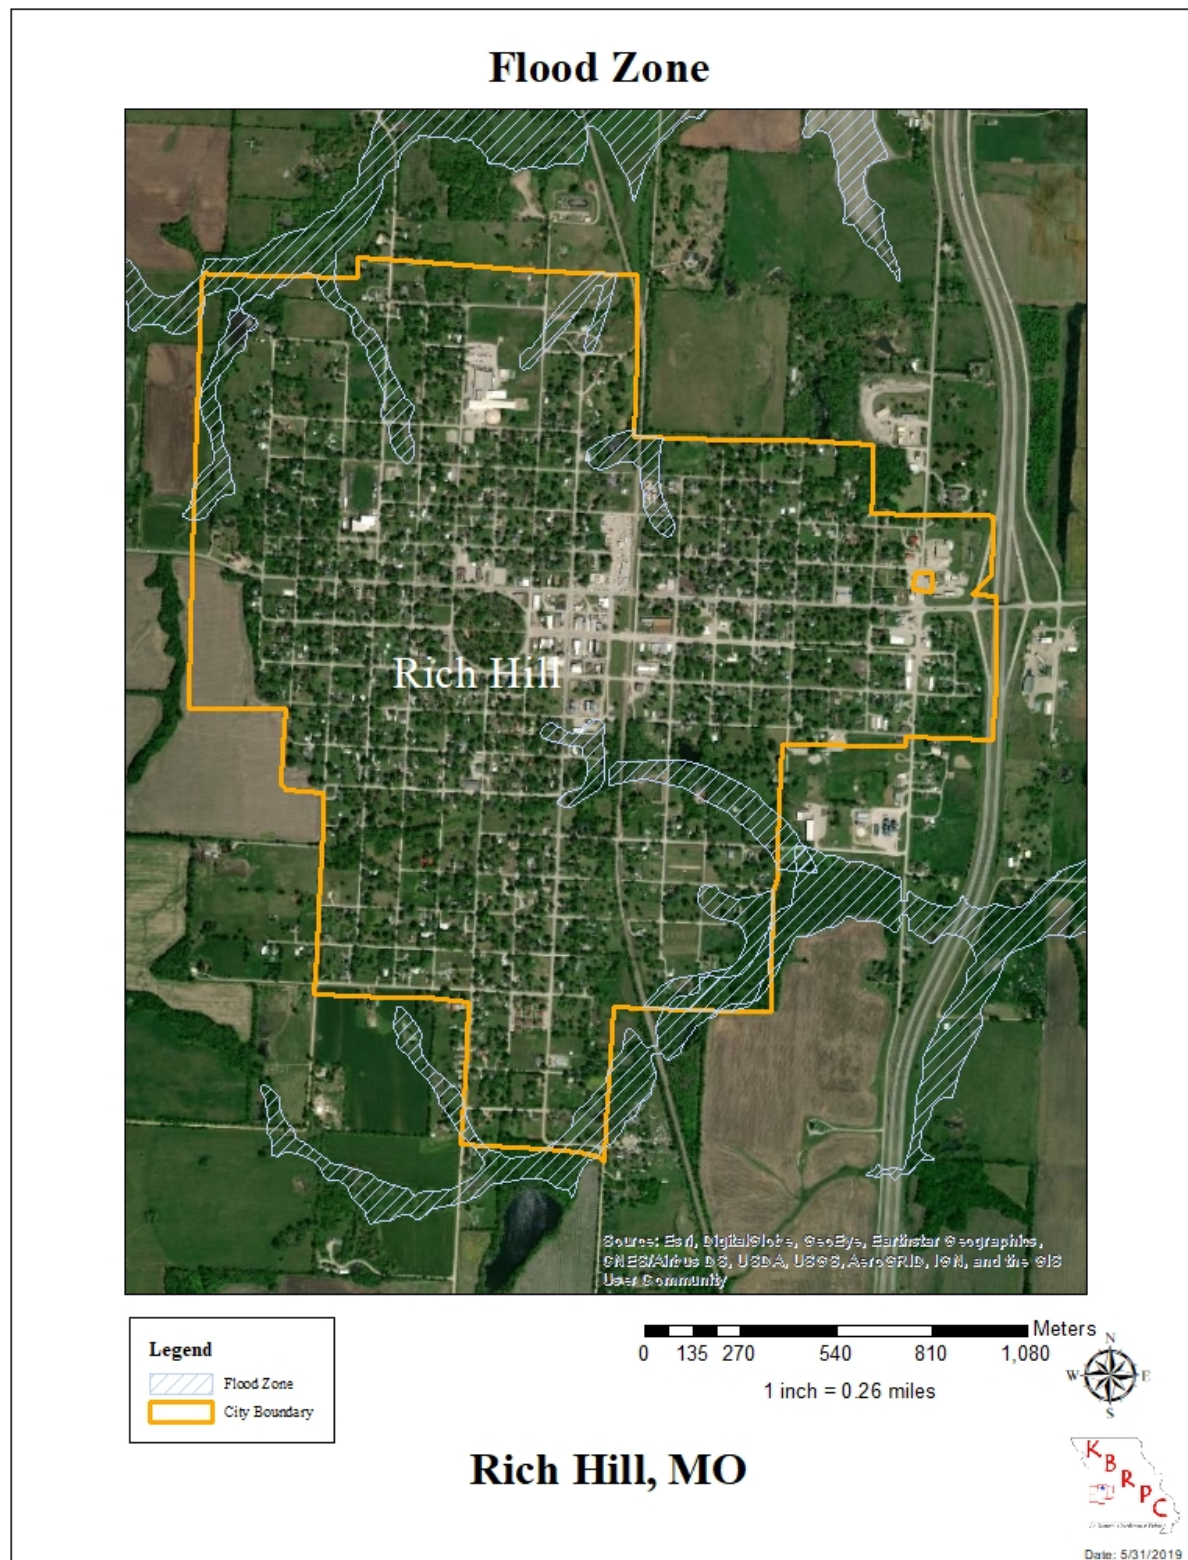 Flood Zone
Rich Hill
Source: Esri, DigitalGlobe, GeoEye, Earthstar Geographics,
CNES/Airbus DS, USDA, USGS, AeroGRID, IGN, and the GIS
User Community
Legend
Flood Zone
City Boundary
Meters
0 135 270 540 810 1,080
1 inch = 0.26 miles
N
W E
S
Rich Hill, MO
K
B
R
P
C
Date: 5/31/2019